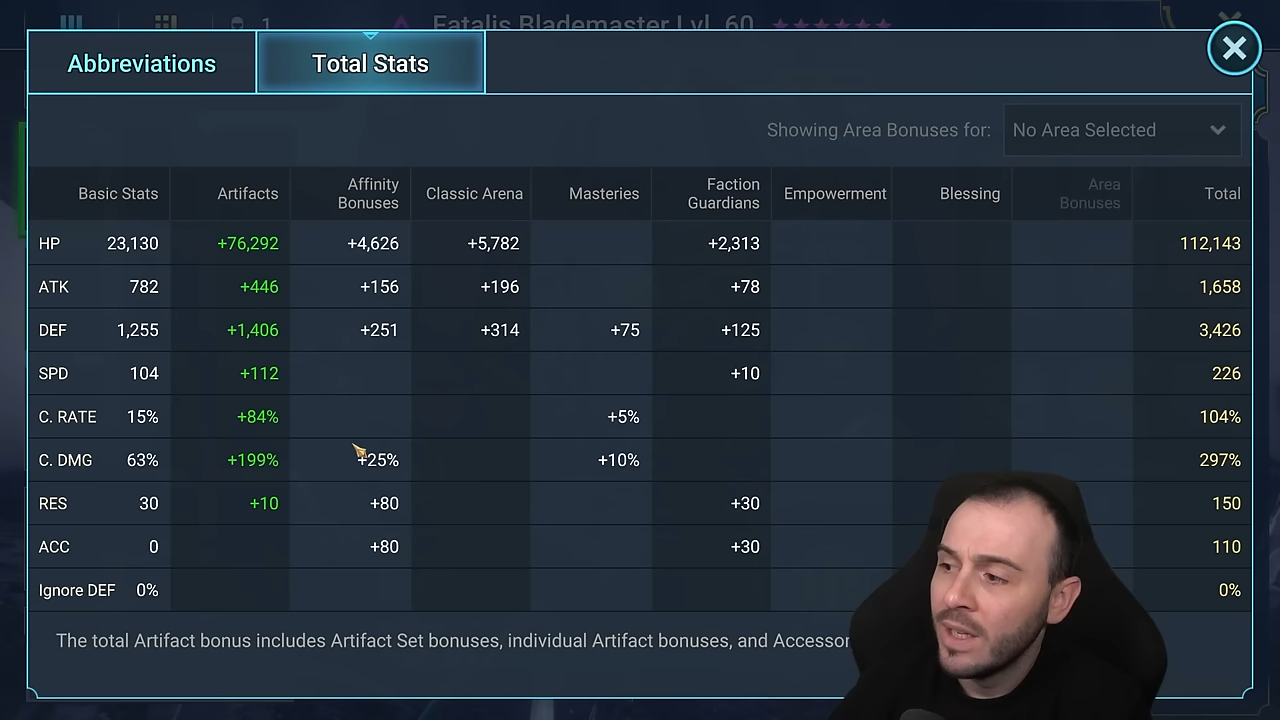 1
Fatalis Blademaster Lvl. 60
Abbreviations
Total Stats
Showing Area Bonuses for: No Area Selected
Basic Stats Artifacts Affinity Bonuses Classic Arena Masteries Faction Guardians Empowerment Blessing Area Bonuses Total
HP 23,130 +76,292 +4,626 +5,782 +2,313 112,143
ATK 782 +446 +156 +196 +78 1,658
DEF 1,255 +1,406 +251 +314 +75 +125 3,426
SPD 104 +112 +10 226
C. RATE 15% +84% +5% 104%
C. DMG 63% +199% +25% +10% 297%
RES 30 +10 +80 +30 150
ACC 0 +80 +30 110
Ignore DEF 0% 0%
The total Artifact bonus includes Artifact Set bonuses, individual Artifact bonuses, and Accessor